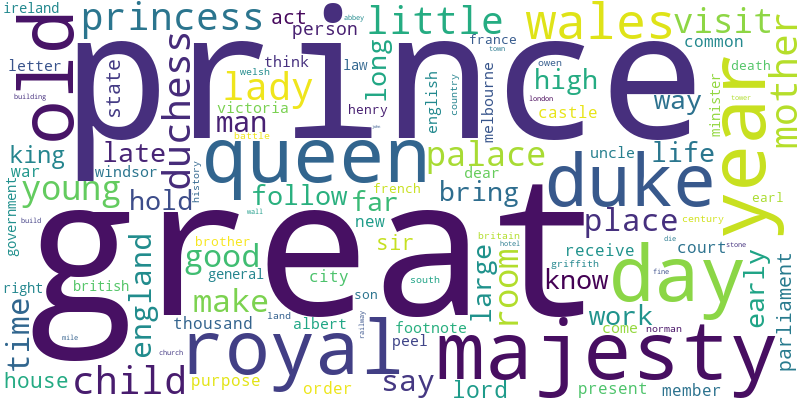 ireland
princess
act
abbey
little
wales
visit
old
prince
person
france
town
common
mother
letter
state
think
law
long
owen
high
death
building
lady
welsh
english
country
melbourne
way
year
minister
tower
duchess
victoria
henry
castle
london
man
battle
john
king
late
queen
palace
uncle
life
war
windsor
history
dear
duke
earl
young
hold
french
follow
far
bring
place
century
government
build
great
wall
new
brother
good
sir
britain
hotel
receive
court
die
stone
general
city
large
room
griffith
know
day
fine
early
parliament
right
british
england
make
south
son
land
time
thousand
albert
railway
footnote
peel
work
come
norman
mile
church
royal
say
majesty
house
child
purpose
order
lord
present
member